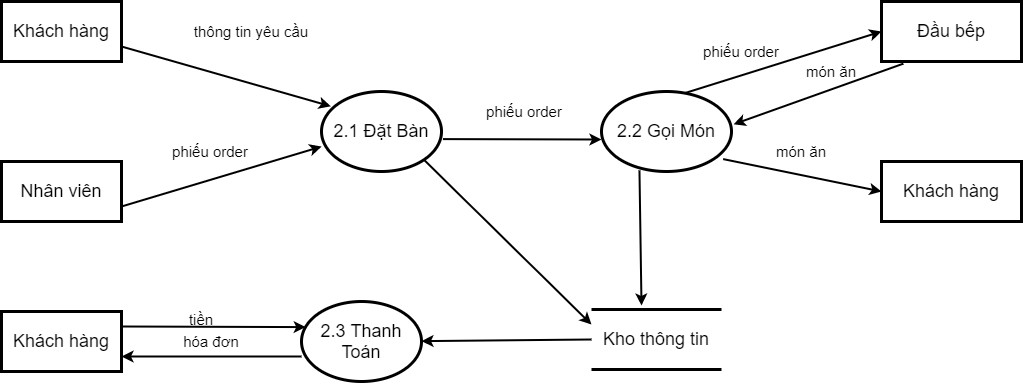 Khách hàng
thông tin yêu cầu
Đầu bếp
phiếu order
món ăn
phiếu order
2.1 Đặt Bàn
2.2 Gọi Món
phiếu order
món ăn
Nhân viên
Khách hàng
tiền
Khách hàng
hóa đơn
2.3 Thanh
Toán
Kho thông tin